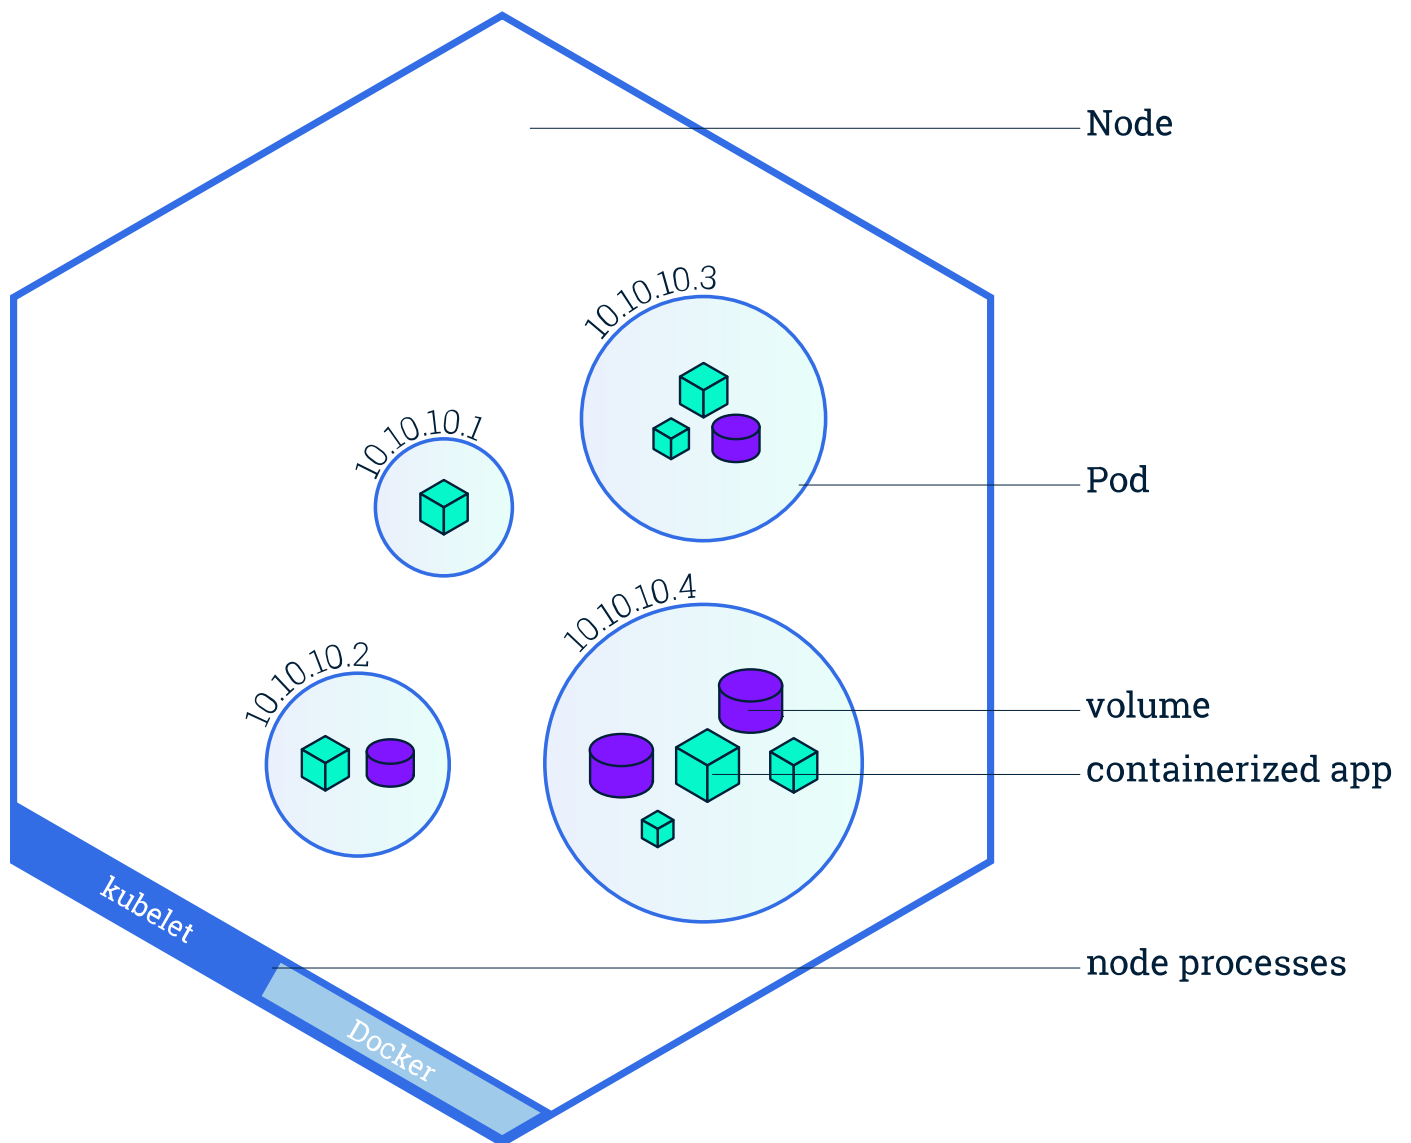 Node
10.10.10.3
10.10.10.1
Pod
10.10.10.4
10.10.10.2
volume
containerized app
kubelet
node processes
Docker